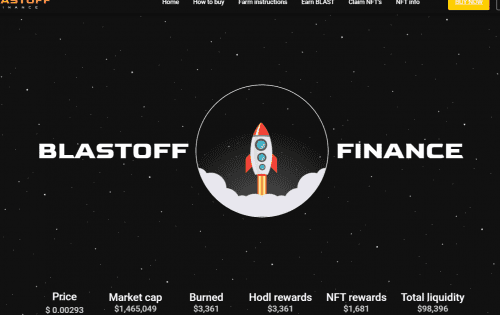 Home How to buy Farm instructions Earn BLAST Claim NFT's NFT info BUY NOW
FINANCE
BLASTOFF FINANCE
Price Market cap Burned Hodl rewards NFT rewards Total liquidity
$ 0.00293 $1,465,049 $3,361 $3,361 $1,681 $98,396